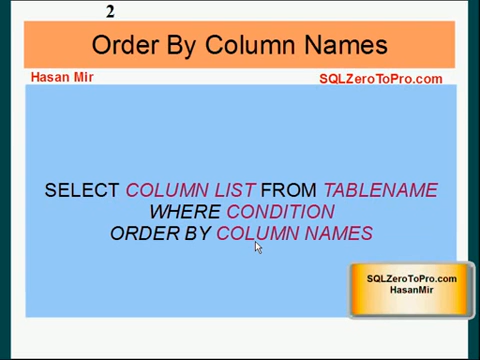 2
Order By Column Names
Hasan Mir
SQLZeroToPro.com
SELECT COLUMN LIST FROM TABLENAME
WHERE CONDITION
ORDER BY COLUMN NAMES
SQLZeroToPro.com
HasanMir